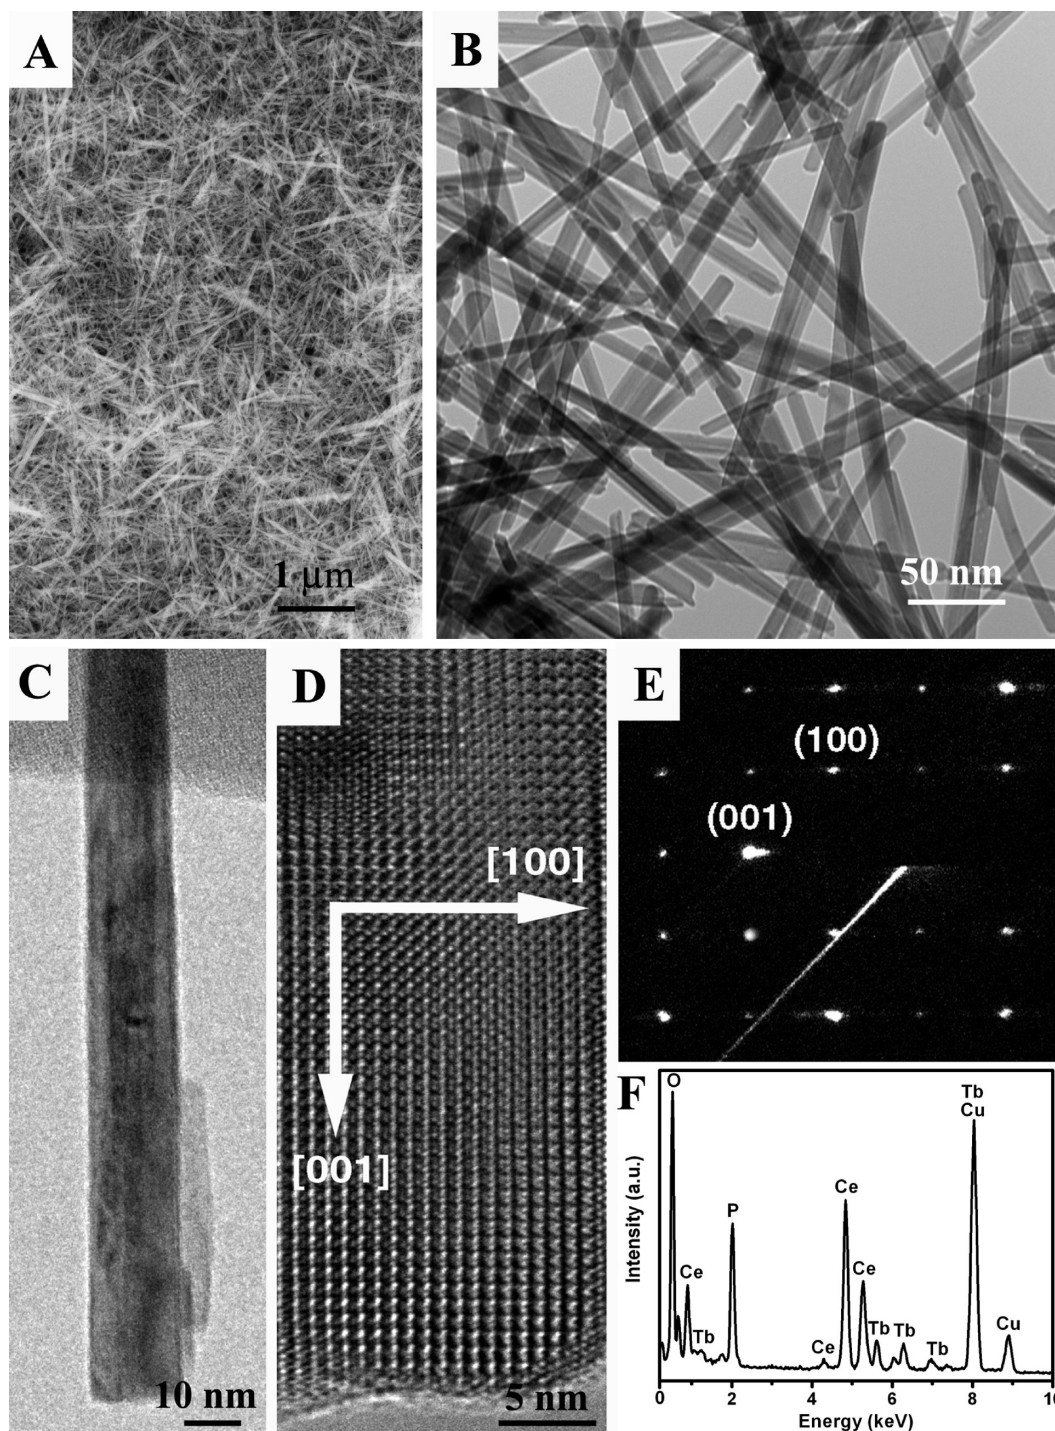 A
1 μm
B
50 nm
C
10 nm
D
[100]
[001]
5 nm
E
(100)
(001)
F
O
Ce
Tb
P
Ce
Ce
Ce
Tb
Tb
Tb
Tb
Cu
Cu
Intensity (a.u.)
0 2 4 6 8 10
Energy (keV)